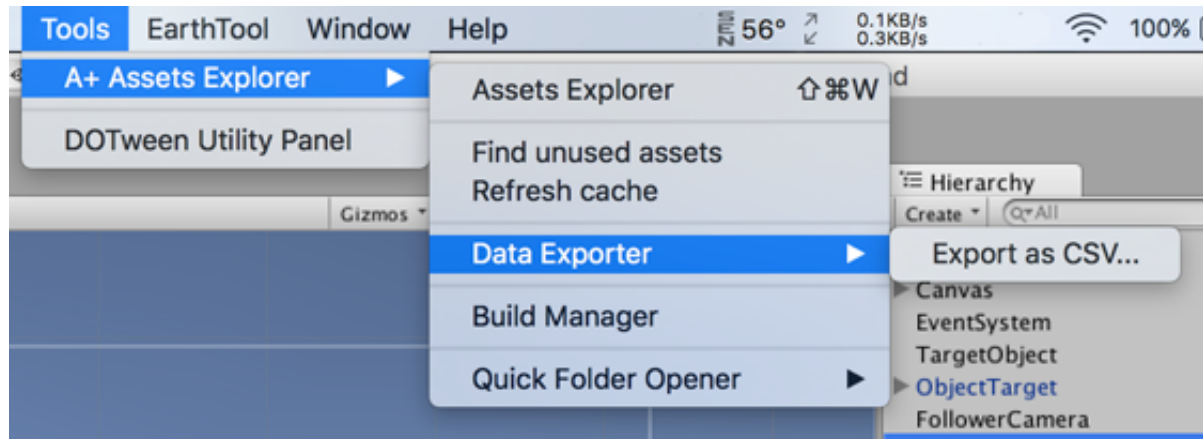 Tools EarthTool Window Help SEN 56° 0.1KB/s 100%
0.3KB/s
A+ Assets Explorer
DOTween Utility Panel
Assets Explorer ⇧⌘W
Find unused assets
Refresh cache
Data Exporter
Build Manager
Quick Folder Opener
Export as CSV...
Gizmos
Hierarchy
Create All
Canvas
EventSystem
TargetObject
ObjectTarget
FollowerCamera